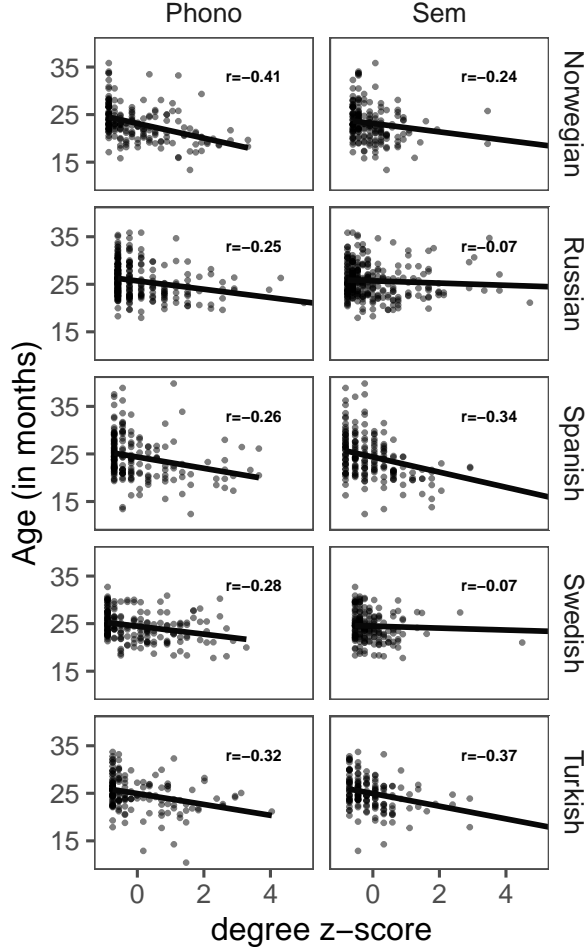 Phono Sem
35 25 15 r=−0.41 r=−0.24 Norwegian
35 25 15 r=−0.25 r=−0.07 Russian
35 25 15 r=−0.26 r=−0.34 Spanish
35 25 15 r=−0.28 r=−0.07 Swedish
35 25 15 r=−0.32 r=−0.37 Turkish
Age (in months)
0 2 4 0 2 4
degree z−score